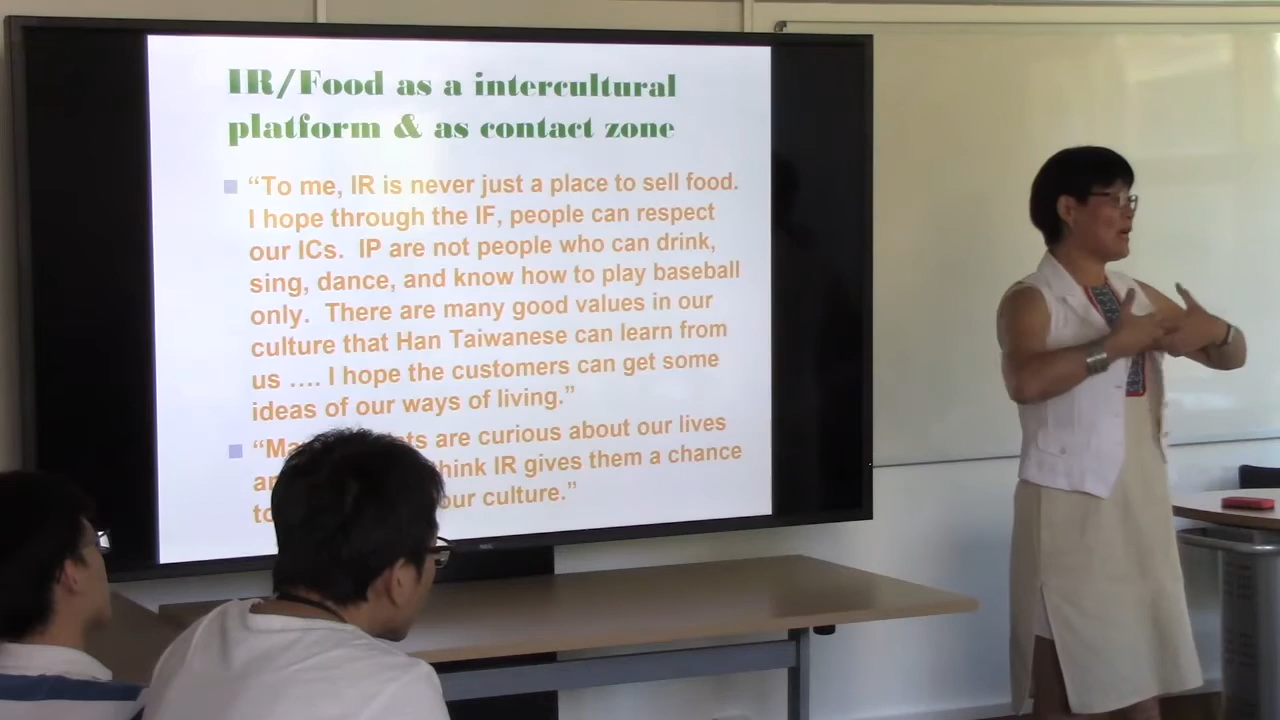 IR/Food as a intercultural
platform & as contact zone
“To me, IR is never just a place to sell food.
I hope through the IF, people can respect
our ICs. IP are not people who can drink,
sing, dance, and know how to play baseball
only. There are many good values in our
culture that Han Taiwanese can learn from
us …. I hope the customers can get some
ideas of our ways of living.”
are curious about our lives
think IR gives them a chance
our culture.”